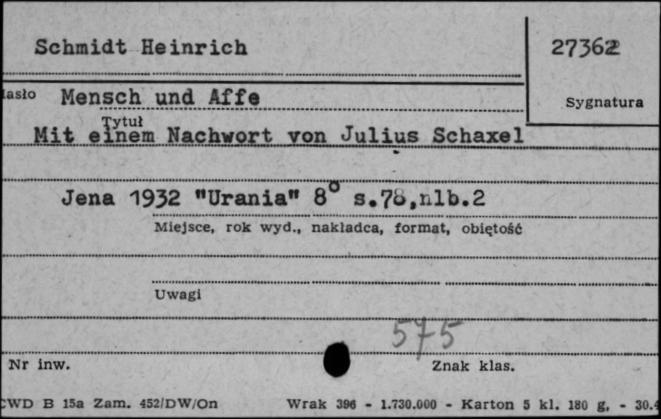 Schmidt Heinrich
27362
Sygnatura
Hasło Mensch und Affe
Tytuł
Mit einem Nachwort von Julius Schaxel
Jena 1932 "Urania" 8° s.78,nlb.2
Miejsce, rok wyd., nakładca, format, objętość
Uwagi
575
Nr inw.
Znak klas.
CWD B 15a Zam. 452/DW/On Wrak 396 - 1.730.000 - Karton 5 kl. 180 g. - 30.4